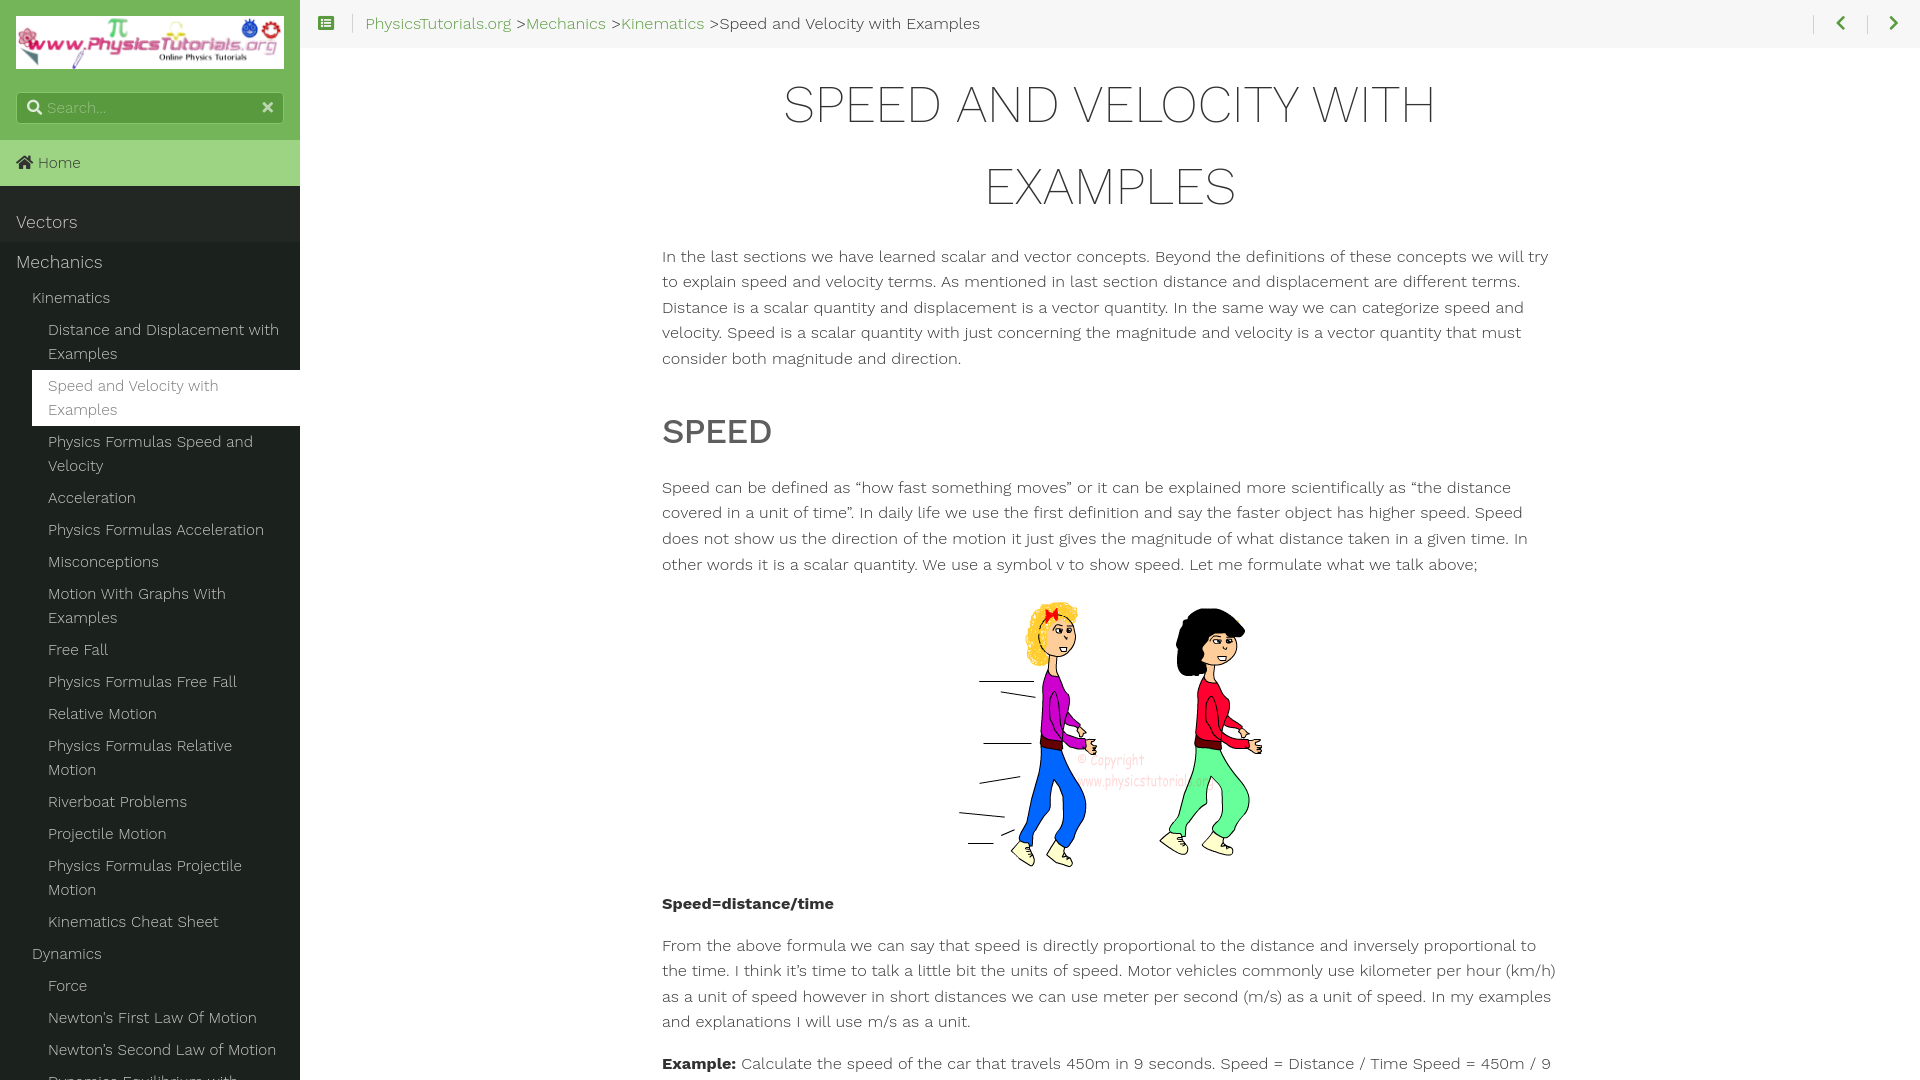 www.PhysicsTutorials.org
Online Physics Tutorials
Search...
Home
Vectors
Mechanics
Kinematics
Distance and Displacement with
Examples
Speed and Velocity with
Examples
Physics Formulas Speed and
Velocity
Acceleration
Physics Formulas Acceleration
Misconceptions
Motion With Graphs With
Examples
Free Fall
Physics Formulas Free Fall
Relative Motion
Physics Formulas Relative
Motion
Riverboat Problems
Projectile Motion
Physics Formulas Projectile
Motion
Kinematics Cheat Sheet
Dynamics
Force
Newton's First Law Of Motion
Newton’s Second Law of Motion
Dynamics Equilibrium with
PhysicsTutorials.org >Mechanics >Kinematics >Speed and Velocity with Examples
SPEED AND VELOCITY WITH
EXAMPLES
In the last sections we have learned scalar and vector concepts. Beyond the definitions of these concepts we will try
to explain speed and velocity terms. As mentioned in last section distance and displacement are different terms.
Distance is a scalar quantity and displacement is a vector quantity. In the same way we can categorize speed and
velocity. Speed is a scalar quantity with just concerning the magnitude and velocity is a vector quantity that must
consider both magnitude and direction.
SPEED
Speed can be defined as “how fast something moves” or it can be explained more scientifically as “the distance
covered in a unit of time”. In daily life we use the first definition and say the faster object has higher speed. Speed
does not show us the direction of the motion it just gives the magnitude of what distance taken in a given time. In
other words it is a scalar quantity. We use a symbol v to show speed. Let me formulate what we talk above;
© Copyright
www.physicstutorials.org
Speed=distance/time
From the above formula we can say that speed is directly proportional to the distance and inversely proportional to
the time. I think it’s time to talk a little bit the units of speed. Motor vehicles commonly use kilometer per hour (km/h)
as a unit of speed however in short distances we can use meter per second (m/s) as a unit of speed. In my examples
and explanations I will use m/s as a unit.
Example: Calculate the speed of the car that travels 450m in 9 seconds. Speed = Distance / Time Speed = 450m / 9